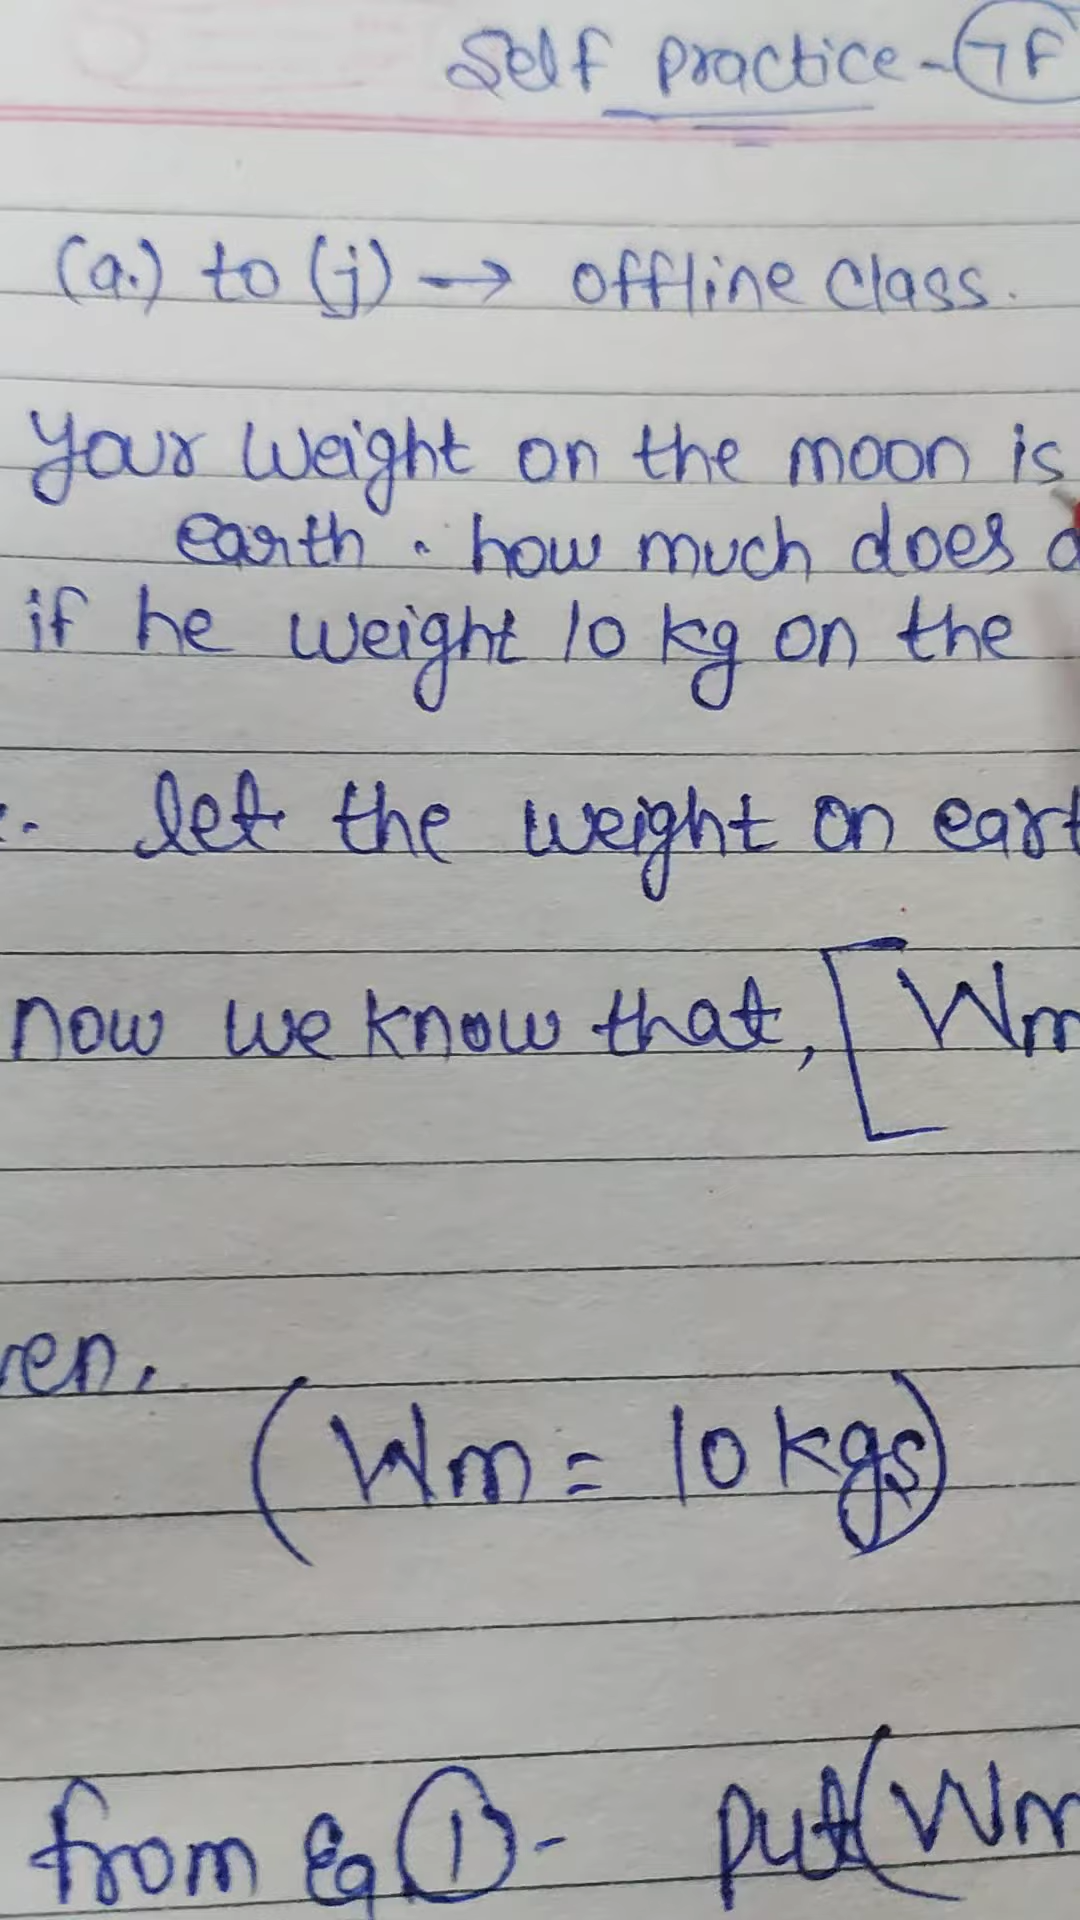 Self practice - 7F
(a.) to (j) → offline class.
Your weight on the moon is
earth. how much does
if he weight 10 kg on the
let the weight on eart
now we know that, [Wm
ven,
(Wm = 10 kgs)
from Eq ① - put (Wm